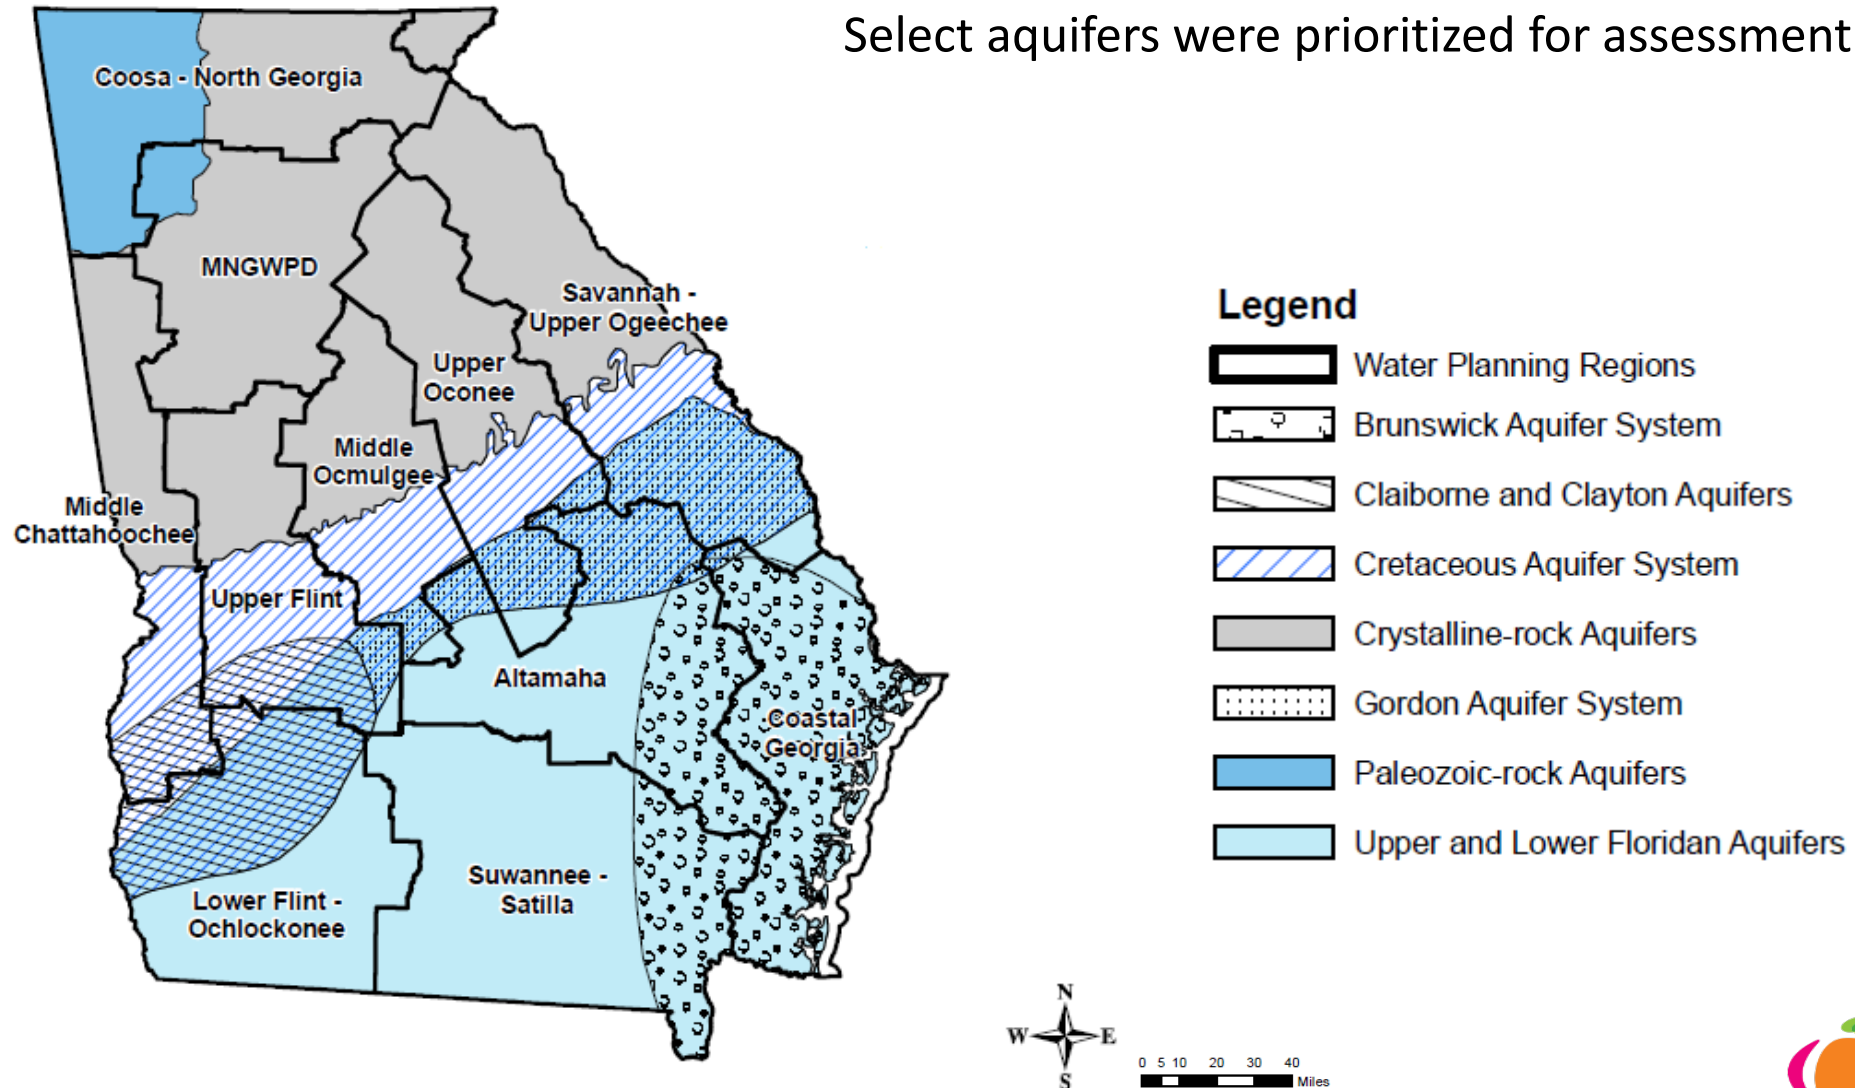 Select aquifers were prioritized for assessment
Coosa - North Georgia
MNGWPD
Savannah -
Upper Ogeechee
Upper
Oconee
Middle
Ocmulgee
Middle
Chattahoochee
Upper Flint
Altamaha
Coastal
Georgia
Suwannee -
Satilla
Lower Flint -
Ochlockonee
Legend
Water Planning Regions
Brunswick Aquifer System
Claiborne and Clayton Aquifers
Cretaceous Aquifer System
Crystalline-rock Aquifers
Gordon Aquifer System
Paleozoic-rock Aquifers
Upper and Lower Floridan Aquifers
N
W E
S
0 5 10 20 30 40
Miles